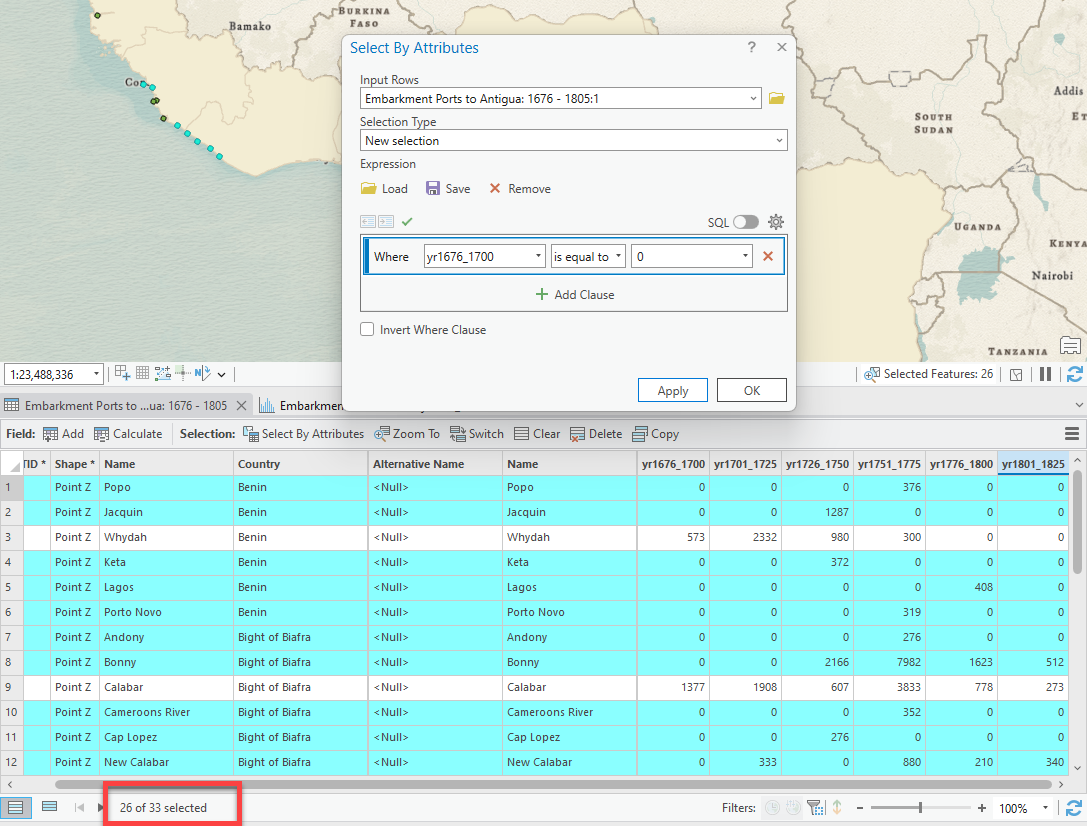 BURKINA
FASO
Bamako
Con
Addis
ET
SOUTH
SUDAN
UGANDA
KENYA
Nairobi
TANZANIA
Select By Attributes
?
Input Rows
Embarkment Ports to Antigua: 1676 - 1805:1
Selection Type
New selection
Expression
Load Save Remove
SQL
Where yr1676_1700 is equal to 0
Add Clause
Invert Where Clause
Apply OK
1:23,488,336 N Selected Features: 26
Embarkment Ports to ...ua: 1676 - 1805 Embarkmen
Field: Add Calculate Selection: Select By Attributes Zoom To Switch Clear Delete Copy
TID * Shape * Name Country Alternative Name Name yr1676_1700 yr1701_1725 yr1726_1750 yr1751_1775 yr1776_1800 yr1801_1825
1 Point Z Popo Benin <Null> Popo 0 0 0 376 0 0
2 Point Z Jacquin Benin <Null> Jacquin 0 0 1287 0 0 0
3 Point Z Whydah Benin <Null> Whydah 573 2332 980 300 0 0
4 Point Z Keta Benin <Null> Keta 0 0 372 0 0 0
5 Point Z Lagos Benin <Null> Lagos 0 0 0 0 408 0
6 Point Z Porto Novo Benin <Null> Porto Novo 0 0 0 319 0 0
7 Point Z Andony Bight of Biafra <Null> Andony 0 0 0 276 0 0
8 Point Z Bonny Bight of Biafra <Null> Bonny 0 0 2166 7982 1623 512
9 Point Z Calabar Bight of Biafra <Null> Calabar 1377 1908 607 3833 778 273
10 Point Z Cameroons River Bight of Biafra <Null> Cameroons River 0 0 0 352 0 0
11 Point Z Cap Lopez Bight of Biafra <Null> Cap Lopez 0 0 276 0 0 0
12 Point Z New Calabar Bight of Biafra <Null> New Calabar 0 333 0 880 210 340
26 of 33 selected Filters: 100%